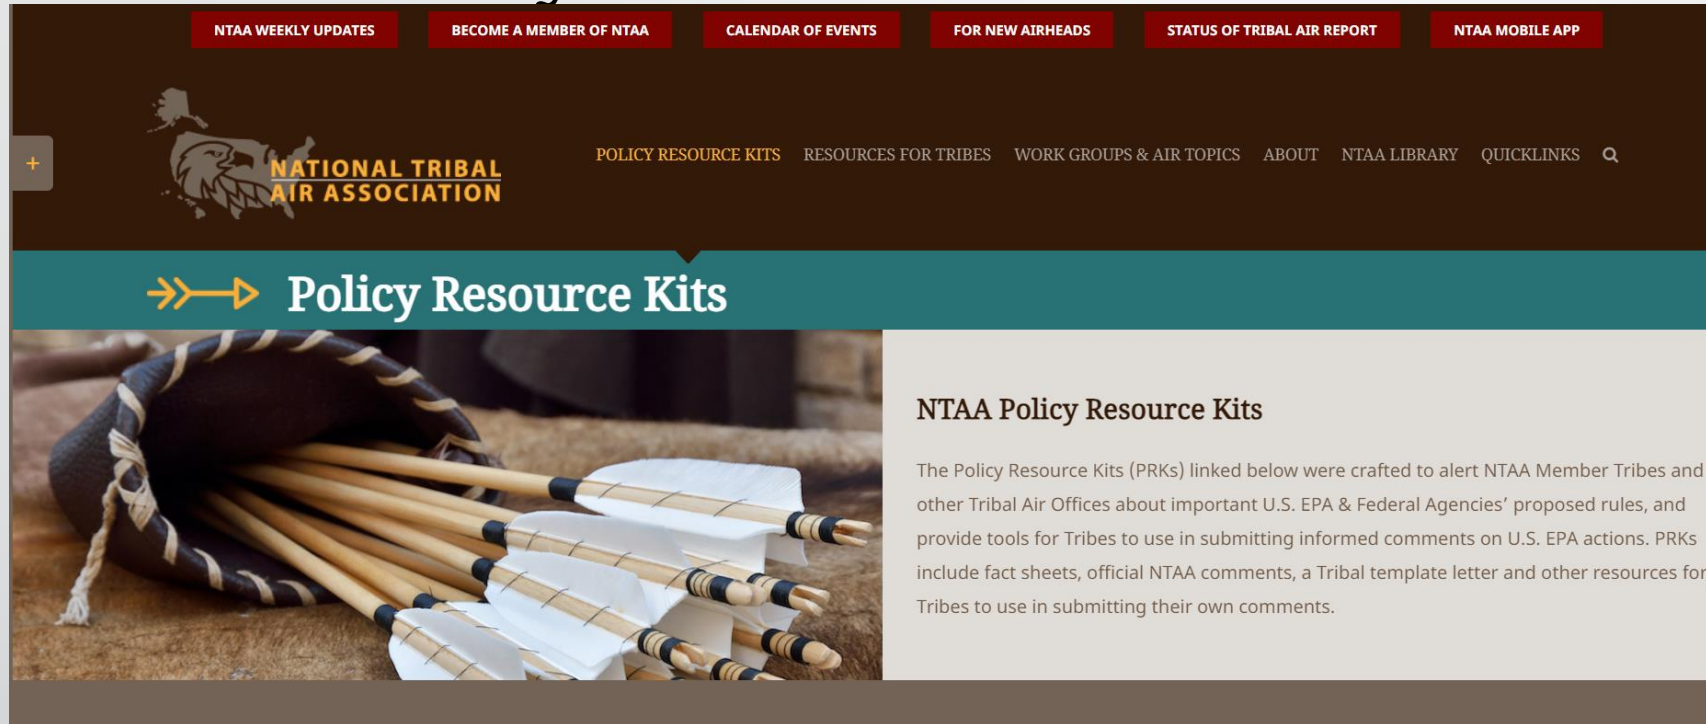 NTAA WEEKLY UPDATES
BECOME A MEMBER OF NTAA
CALENDAR OF EVENTS
FOR NEW AIRHEADS
STATUS OF TRIBAL AIR REPORT
NTAA MOBILE APP
+
NATIONAL TRIBAL
AIR ASSOCIATION
POLICY RESOURCE KITS
RESOURCES FOR TRIBES
WORK GROUPS & AIR TOPICS
ABOUT
NTAA LIBRARY
QUICKLINKS
Policy Resource Kits
NTAA Policy Resource Kits
The Policy Resource Kits (PRKs) linked below were crafted to alert NTAA Member Tribes and
other Tribal Air Offices about important U.S. EPA & Federal Agencies’ proposed rules, and
provide tools for Tribes to use in submitting informed comments on U.S. EPA actions. PRKs
include fact sheets, official NTAA comments, a Tribal template letter and other resources for
Tribes to use in submitting their own comments.